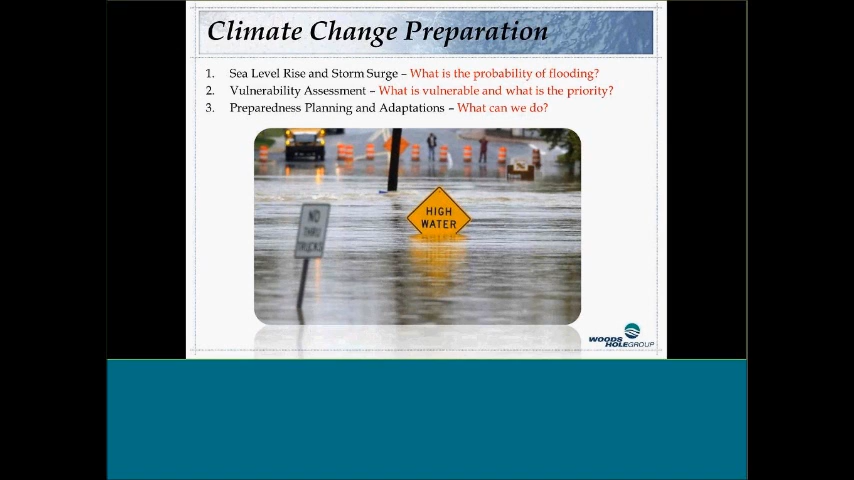 Climate Change Preparation
1. Sea Level Rise and Storm Surge – What is the probability of flooding?
2. Vulnerability Assessment – What is vulnerable and what is the priority?
3. Preparedness Planning and Adaptations – What can we do?
NO
THRU
TRUCKS
HIGH
WATER
WOODS
HOLEGROUP